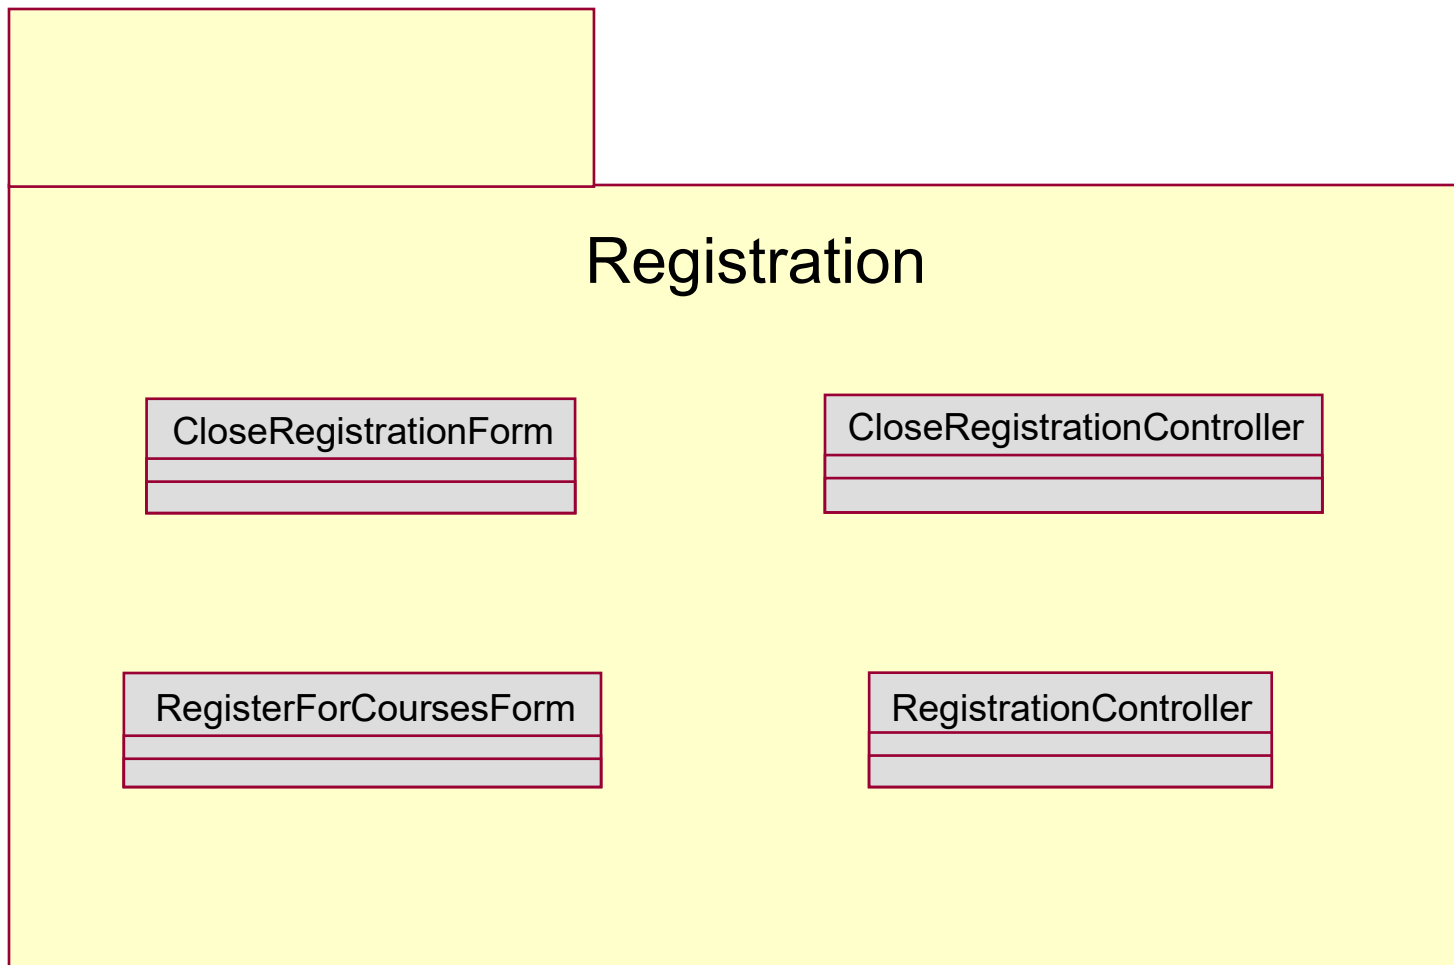 Registration
CloseRegistrationForm
CloseRegistrationController
RegisterForCoursesForm
RegistrationController